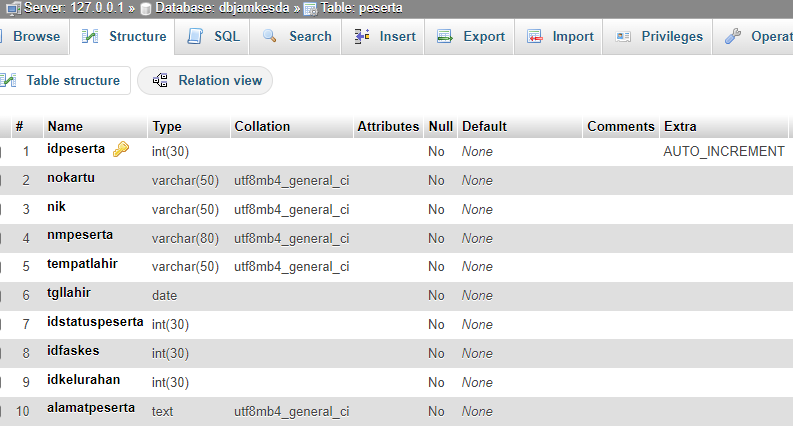 Server: 127.0.0.1 » Database: dbjamkesda » Table: peserta
Browse Structure SQL Search Insert Export Import Privileges
Table structure Relation view
# Name Type Collation Attributes Null Default Comments Extra
1 idpeserta int(30) No None AUTO_INCREMENT
2 nokartu varchar(50) utf8mb4_general_ci No None
3 nik varchar(50) utf8mb4_general_ci No None
4 nmpeserta varchar(80) utf8mb4_general_ci No None
5 tempatlahir varchar(50) utf8mb4_general_ci No None
6 tgllahir date No None
7 idstatuspeserta int(30) No None
8 idfaskes int(30) No None
9 idkelurahan int(30) No None
10 alamatpeserta text utf8mb4_general_ci No None